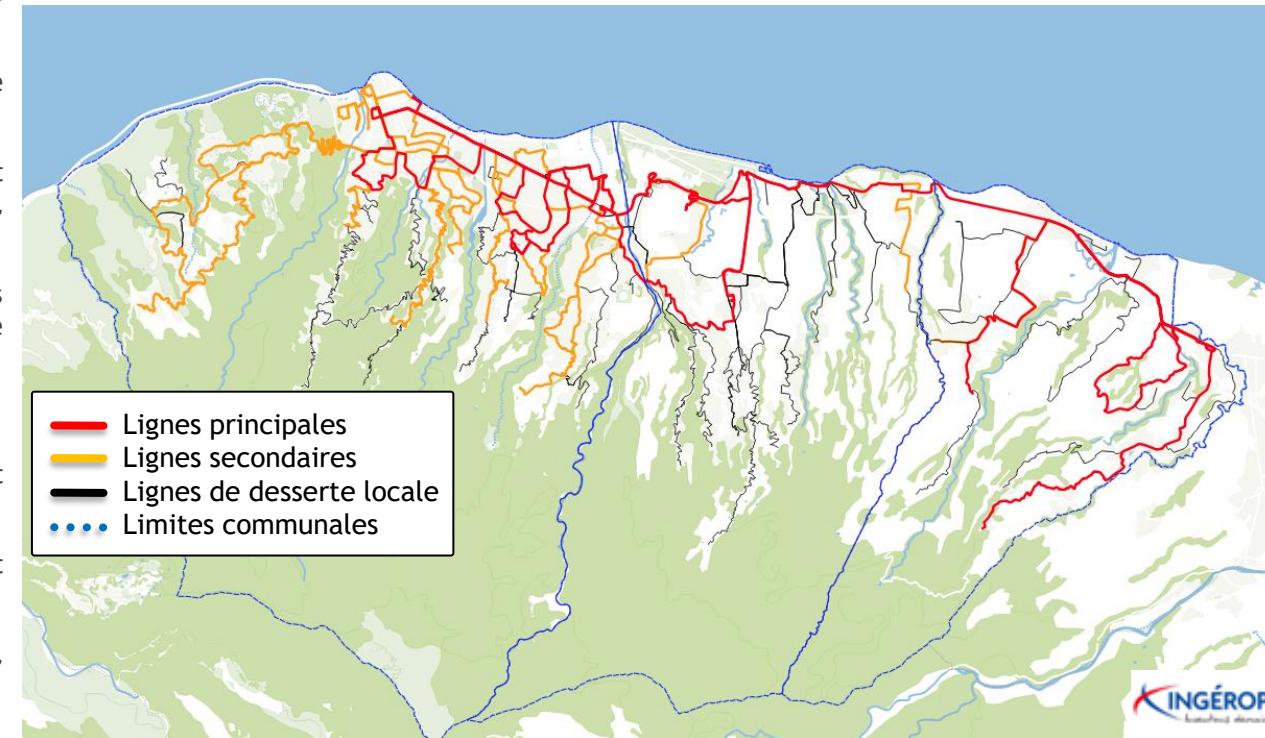 Lignes principales
Lignes secondaires
Lignes de desserte locale
Limites communales
INGÉROP